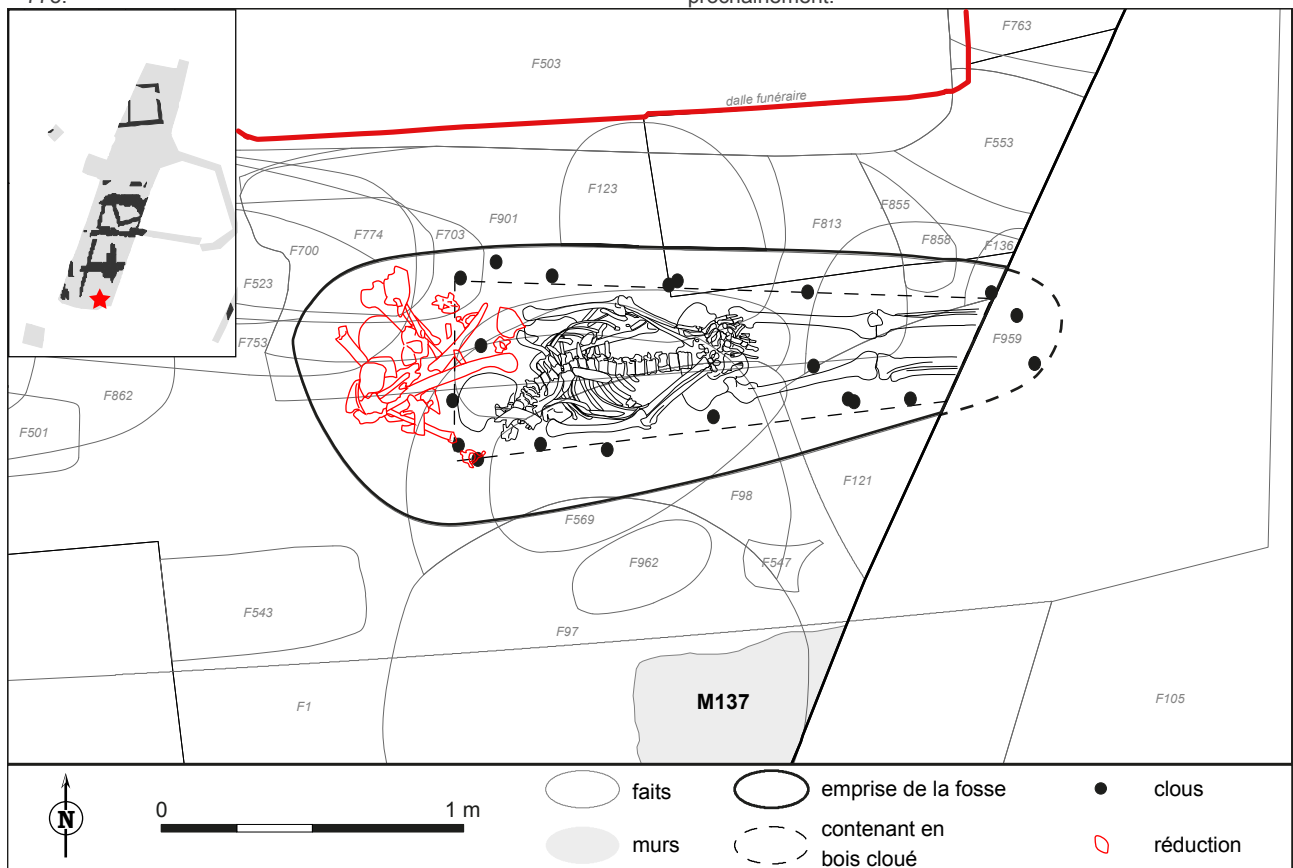 770.
prochainement.
F763
F503
dalle funéraire
F553
F123
F855
F901
F813
F774
F703
F858
F700
F136
F523
F753
F959
F862
F501
F121
F98
F569
F962
F547
F543
F97
M137
F1
F105
N
0 1 m
faits
emprise de la fosse
clous
murs
contenant en
bois cloué
réduction